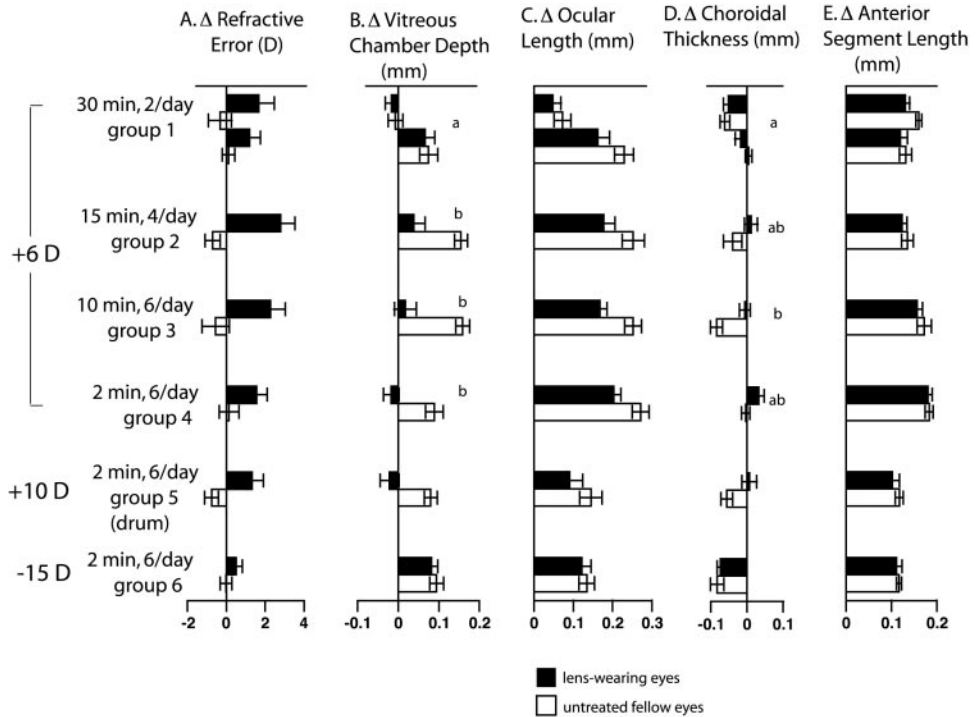 A. Δ Refractive
Error (D)
B. Δ Vitreous
Chamber Depth
(mm)
C. Δ Ocular
Length (mm)
D. Δ Choroidal
Thickness (mm)
E. Δ Anterior
Segment Length
(mm)
30 min, 2/day
group 1
a
a
15 min, 4/day
group 2
b
ab
+6 D
10 min, 6/day
group 3
b
b
2 min, 6/day
group 4
b
ab
+10 D
2 min, 6/day
group 5
(drum)
-15 D
2 min, 6/day
group 6
-2 0 2 4
-0.1 0 0.1 0.2
0 0.1 0.2 0.3
-0.1 0 0.1
0 0.2
lens-wearing eyes
untreated fellow eyes